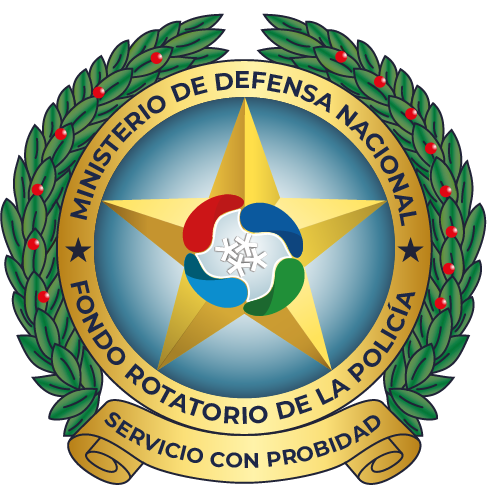 MINISTERIO DE DEFENSA NACIONAL
FONDO ROTATORIO DE LA POLICÍA
SERVICIO CON PROBIDAD